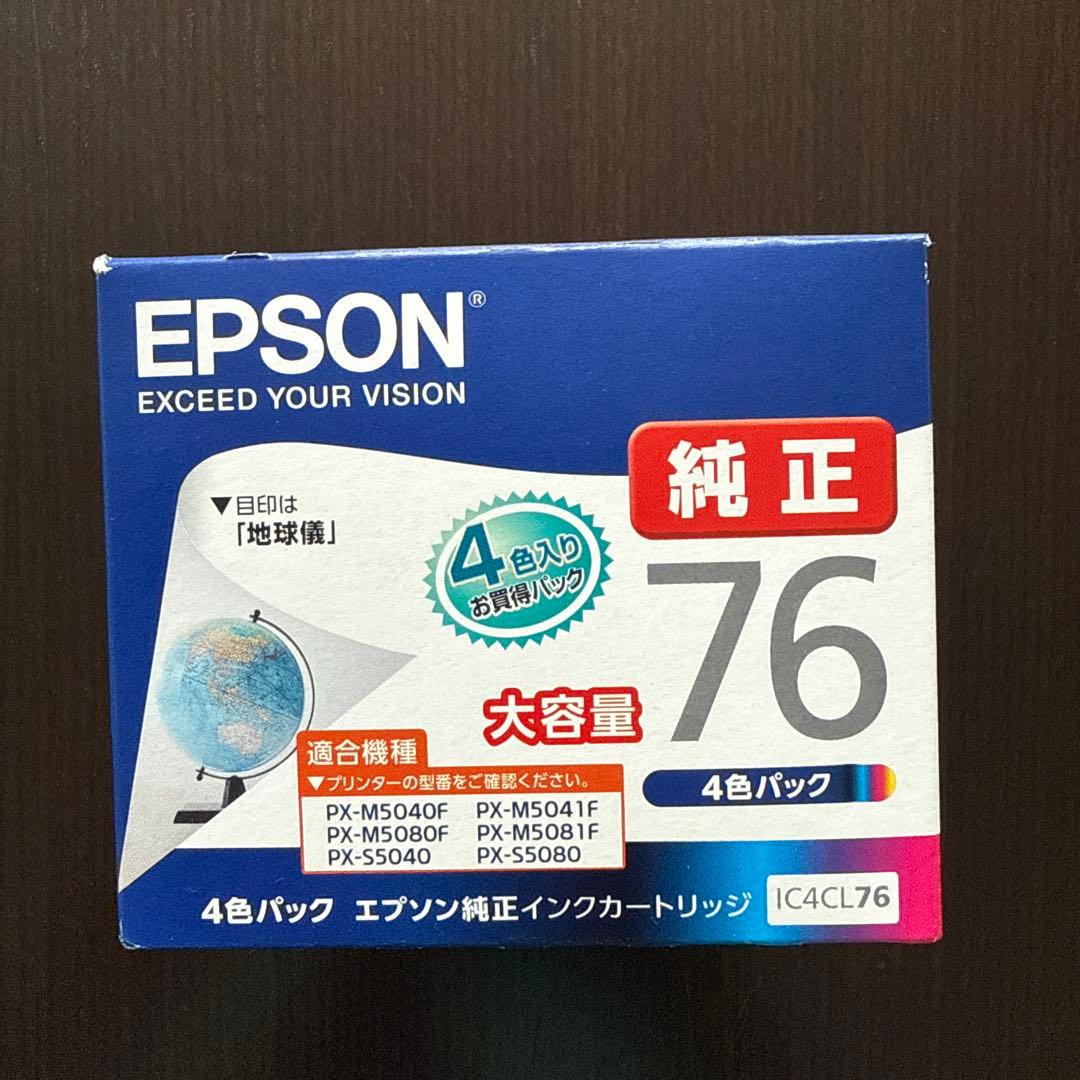 EPSON®
EXCEED YOUR VISION
純正
▼目印は
「地球儀」
4色入り
お買得パック
76
大容量
4色パック
適合機種
▼プリンターの型番をご確認ください。
PX-M5040F PX-M5041F
PX-M5080F PX-M5081F
PX-S5040 PX-S5080
4色パック エプソン純正インクカートリッジ IC4CL76